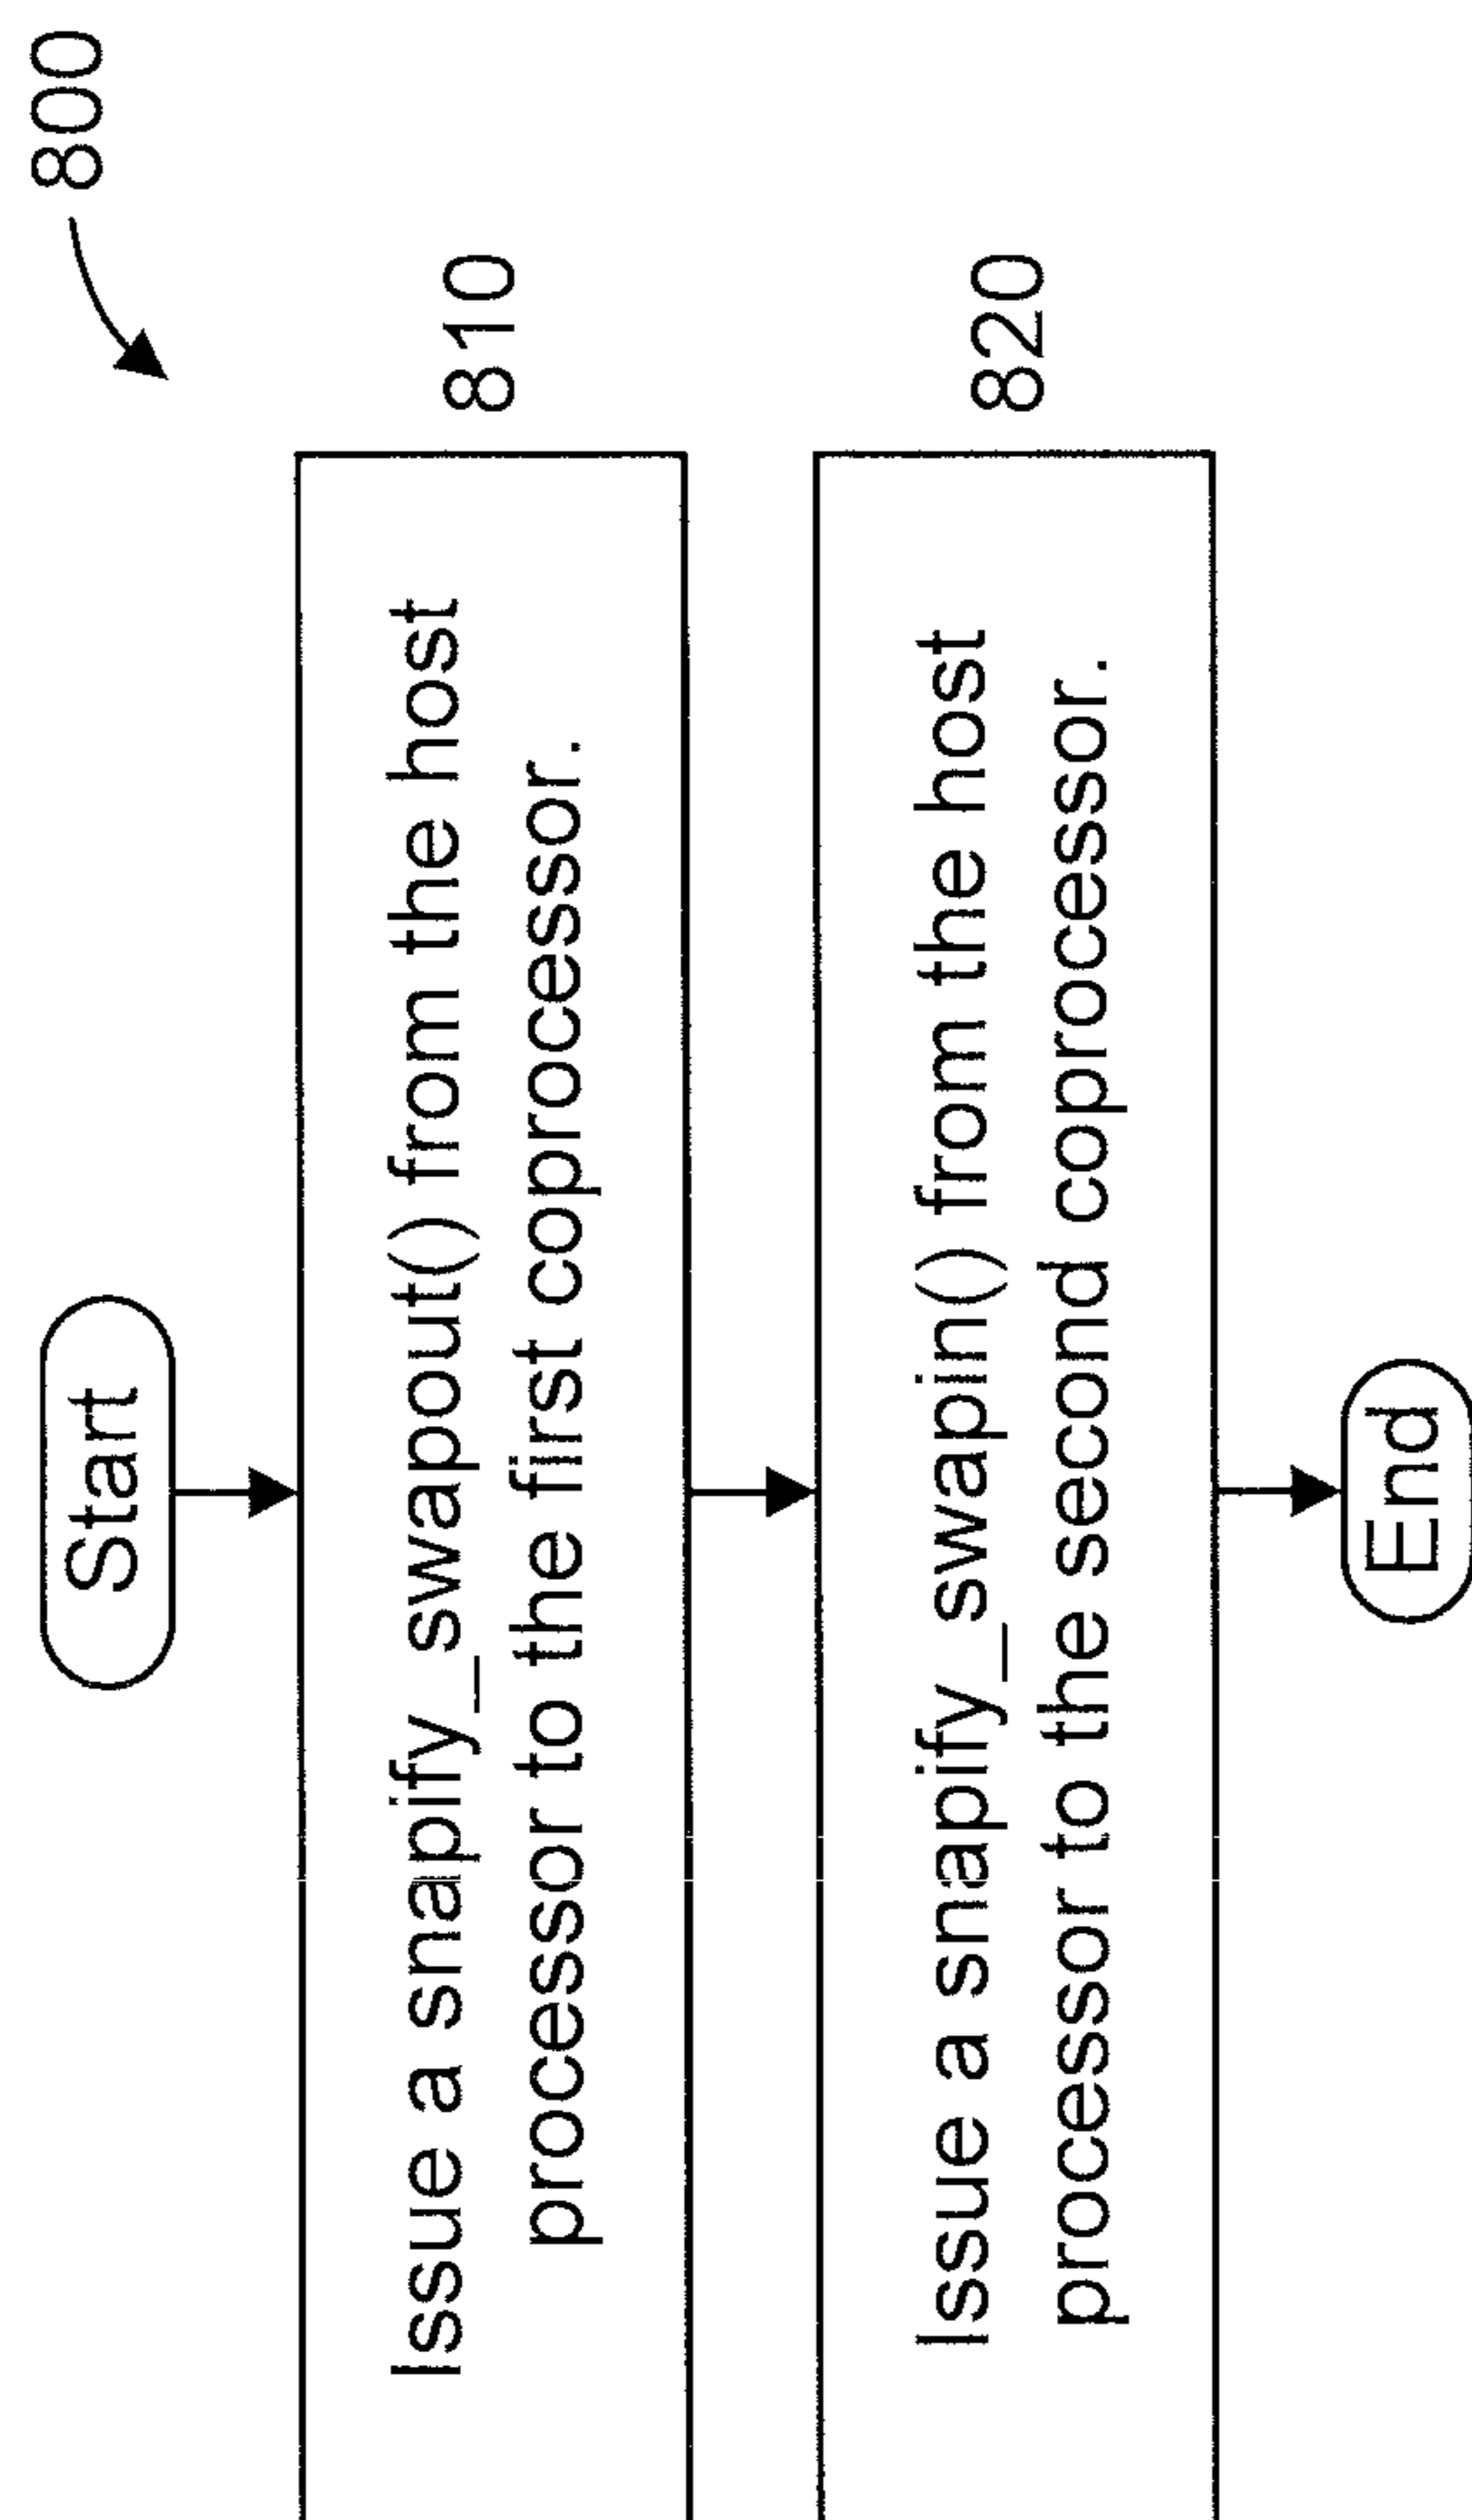 800
Start
Issue a snapify_swapout() from the host
processor to the first coprocessor.
810
Issue a snapify_swapin() from the host
processor to the second coprocessor.
820
End